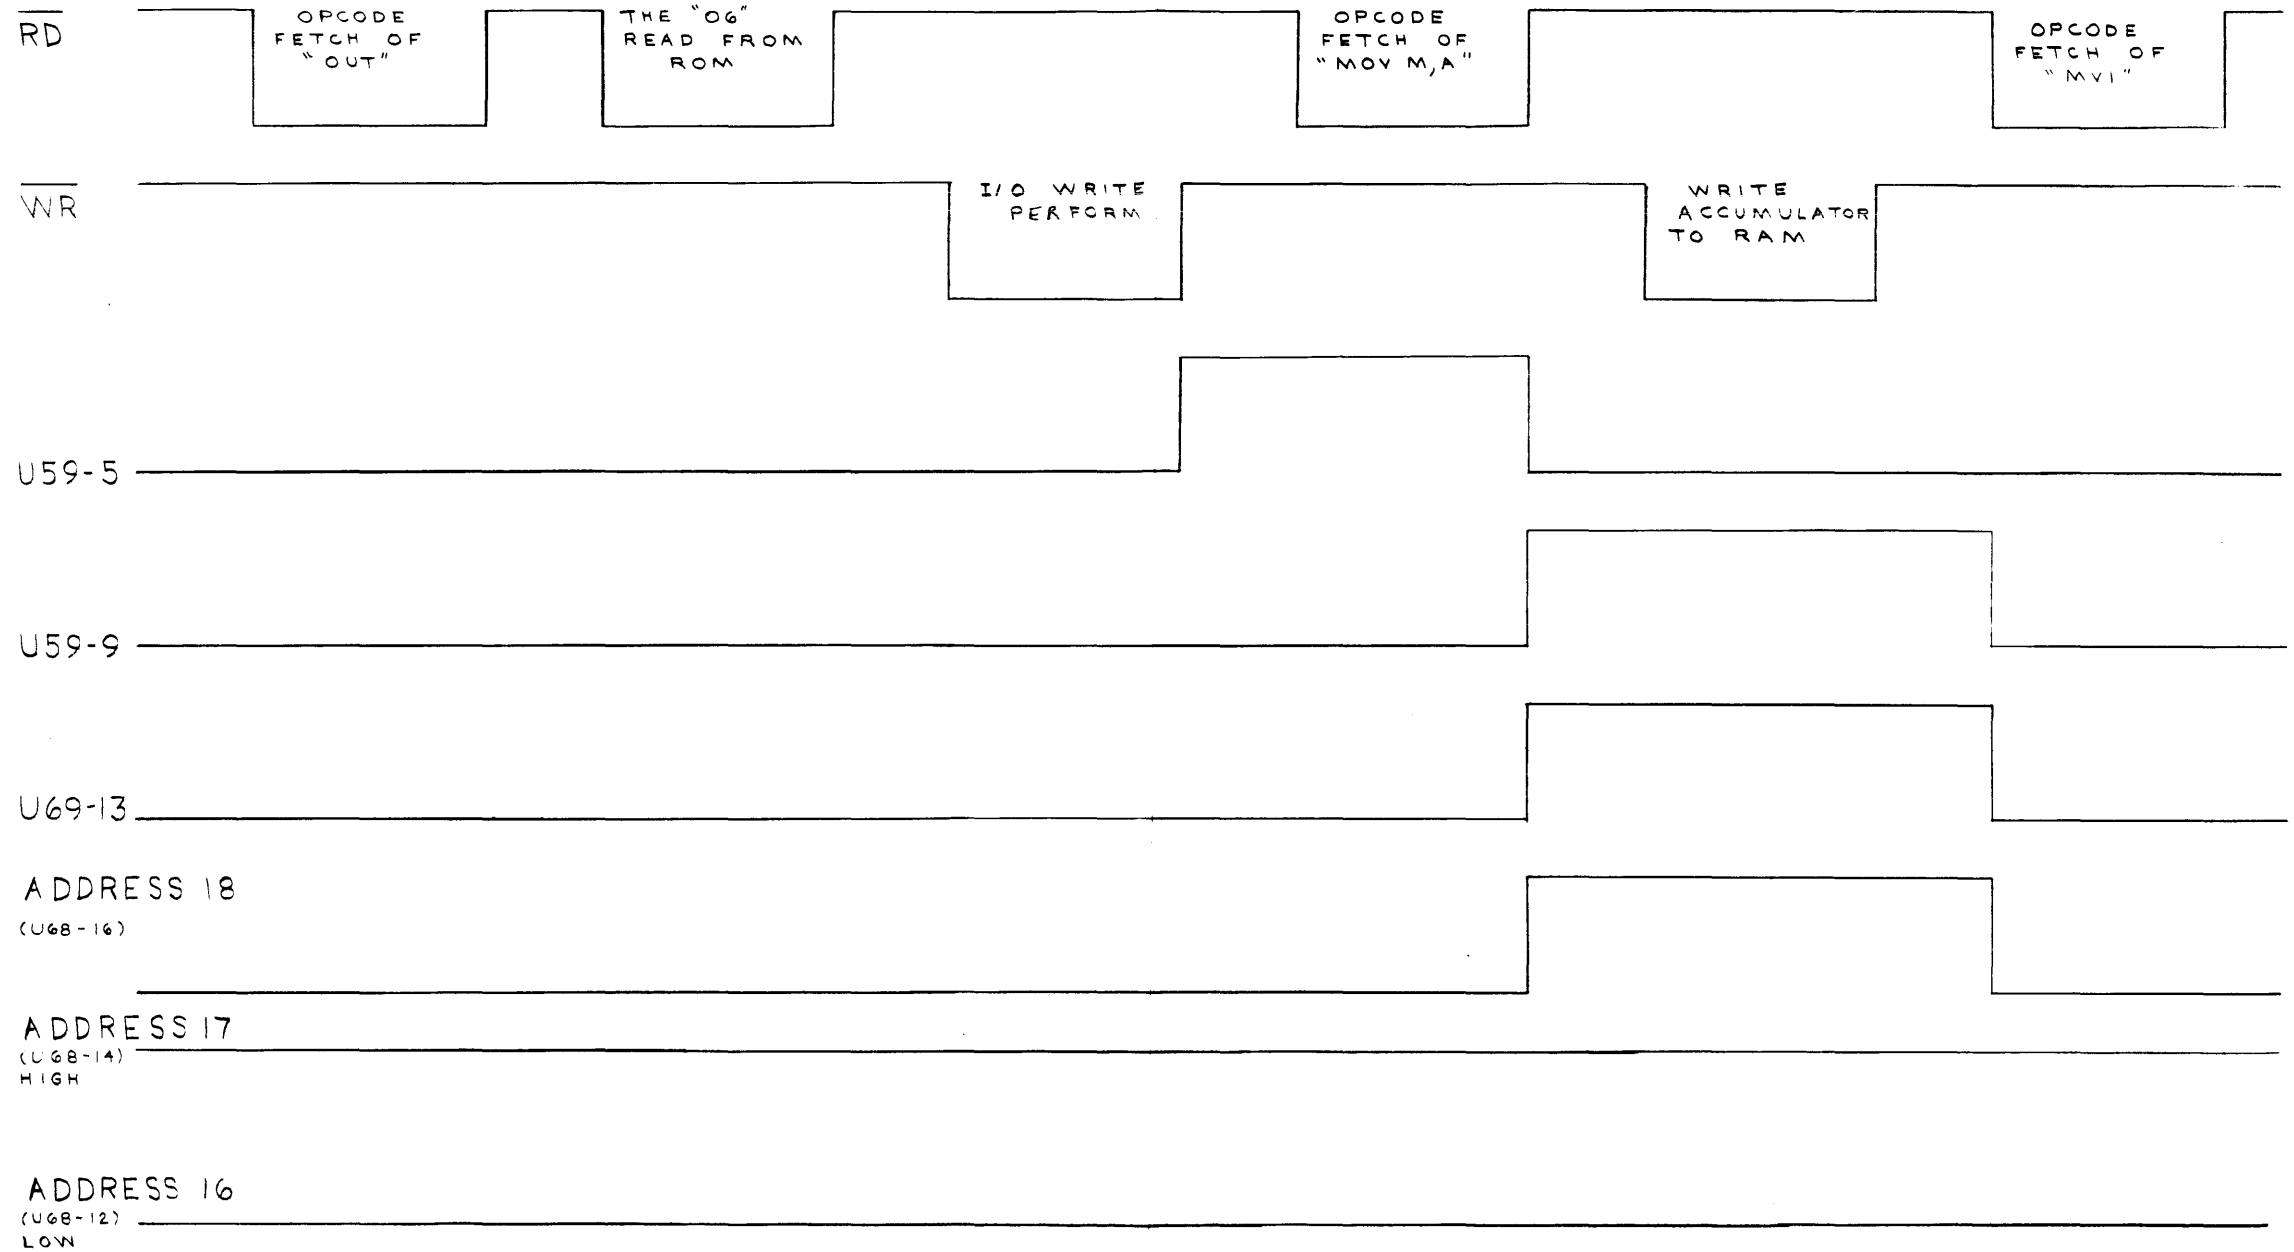 RD
OPCODE
FETCH OF
"OUT"
THE "06"
READ FROM
ROM
OPCODE
FETCH OF
"MOV M,A"
OPCODE
FETCH OF
"MVI"
WR
I/O WRITE
PERFORM
WRITE
ACCUMULATOR
TO RAM
U59-5
U59-9
U69-13
ADDRESS 18
(U68-16)
ADDRESS 17
(U68-14)
HIGH
ADDRESS 16
(U68-12)
LOW